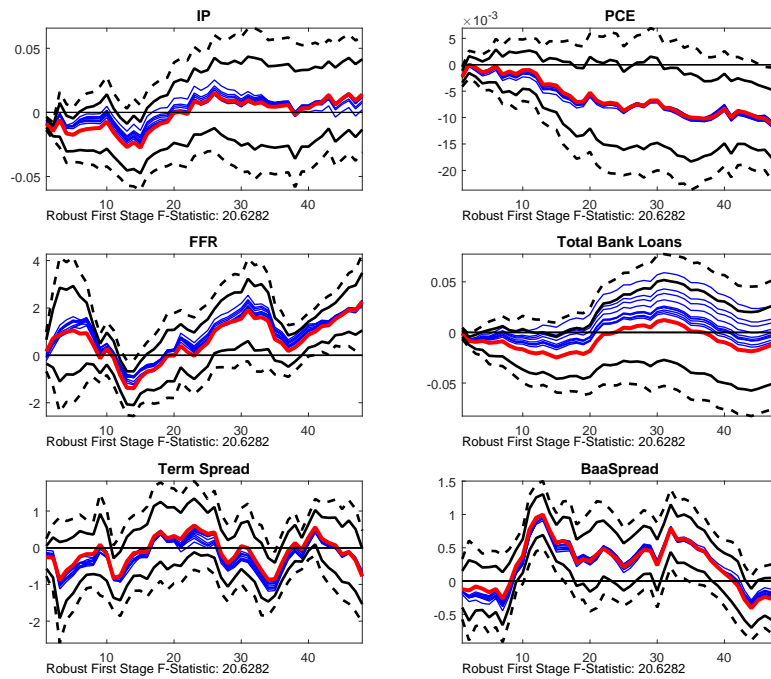 IP
0.05
0
-0.05
10 20 30 40
Robust First Stage F-Statistic: 20.6282
PCE
×10⁻³
5
0
-5
-10
-15
-20
10 20 30 40
Robust First Stage F-Statistic: 20.6282
FFR
4
2
0
-2
10 20 30 40
Robust First Stage F-Statistic: 20.6282
Total Bank Loans
0.05
0
-0.05
10 20 30 40
Robust First Stage F-Statistic: 20.6282
Term Spread
1
0
-1
-2
10 20 30 40
Robust First Stage F-Statistic: 20.6282
BaaSpread
1.5
1
0.5
0
-0.5
10 20 30 40
Robust First Stage F-Statistic: 20.6282